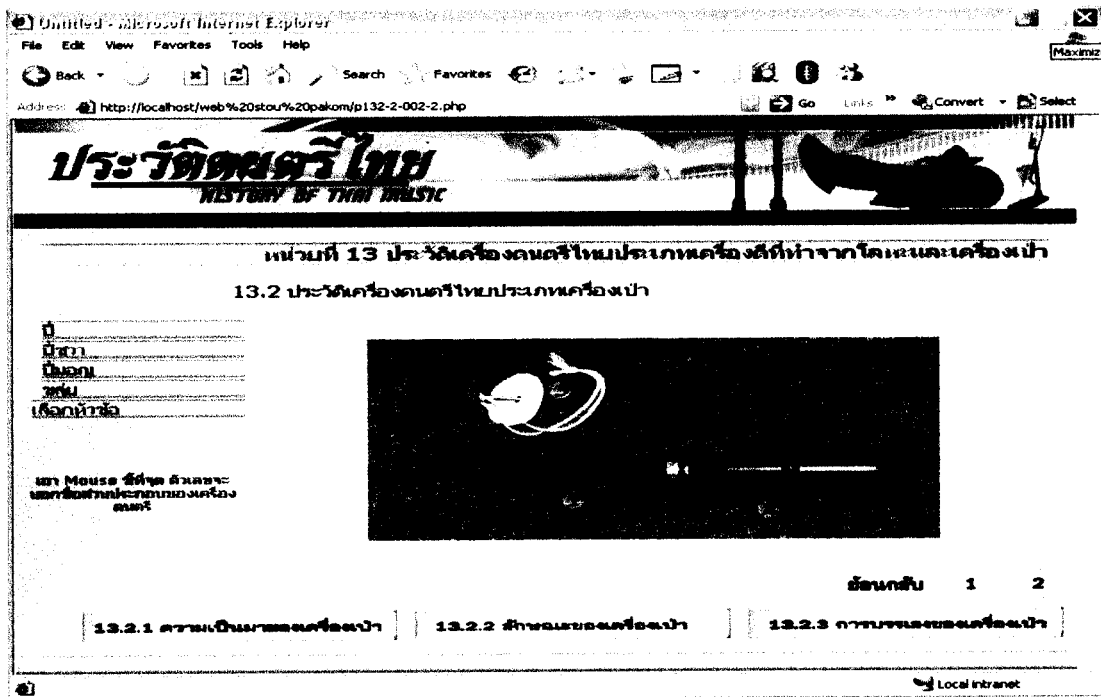 Untitled - Microsoft Internet Explorer
File Edit View Favorites Tools Help
Maximiz
Back Search Favorites
Address http://localhost/web%20stou%20pakom/p132-2-002-2.php Go Links » Convert Select
ประวัติดนตรีไทย
HISTORY OF THAI MUSIC
หน่วยที่ 13 ประวัติเครื่องดนตรีไทยประเภทเครื่องตีที่ทำจากโลหะและเครื่องเป่า
13.2 ประวัติเครื่องดนตรีไทยประเภทเครื่องเป่า
ปี่
ปี่ชวา
ปี่มอญ
ขลุ่ย
เลือกหัวข้อ
เอา Mouse ชี้ที่จุด ตัวเลขจะ
บอกชื่อส่วนประกอบของเครื่อง
ดนตรี
ย้อนกลับ 1 2
13.2.1 ความเป็นมาของเครื่องเป่า 13.2.2 ลักษณะของเครื่องเป่า 13.2.3 การบรรเลงของเครื่องเป่า
Local intranet